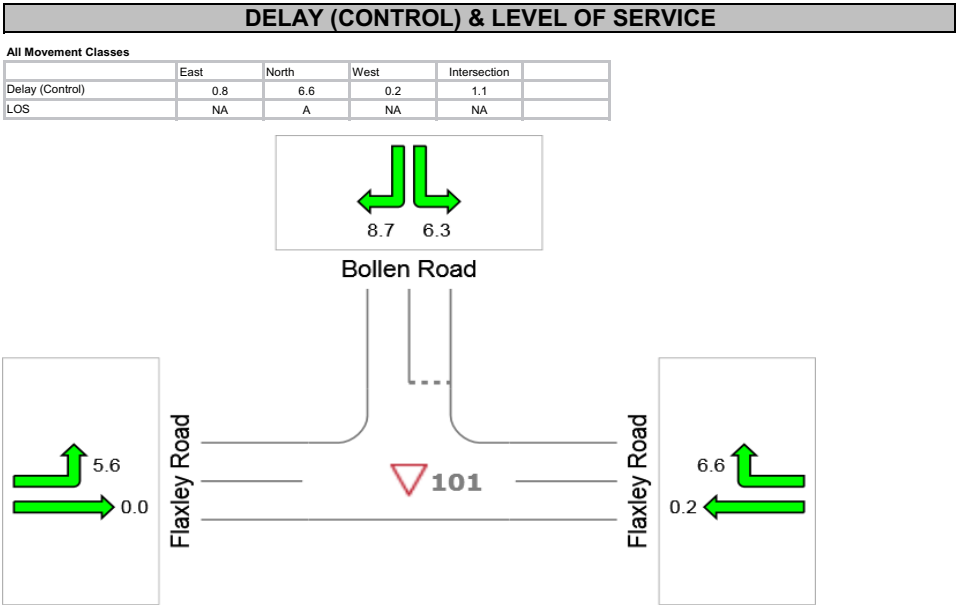 DELAY (CONTROL) & LEVEL OF SERVICE
All Movement Classes
East North West Intersection
Delay (Control) 0.8 6.6 0.2 1.1
LOS NA A NA NA
8.7 6.3
Bollen Road
5.6
0.0
Flaxley Road
101
Flaxley Road
6.6
0.2